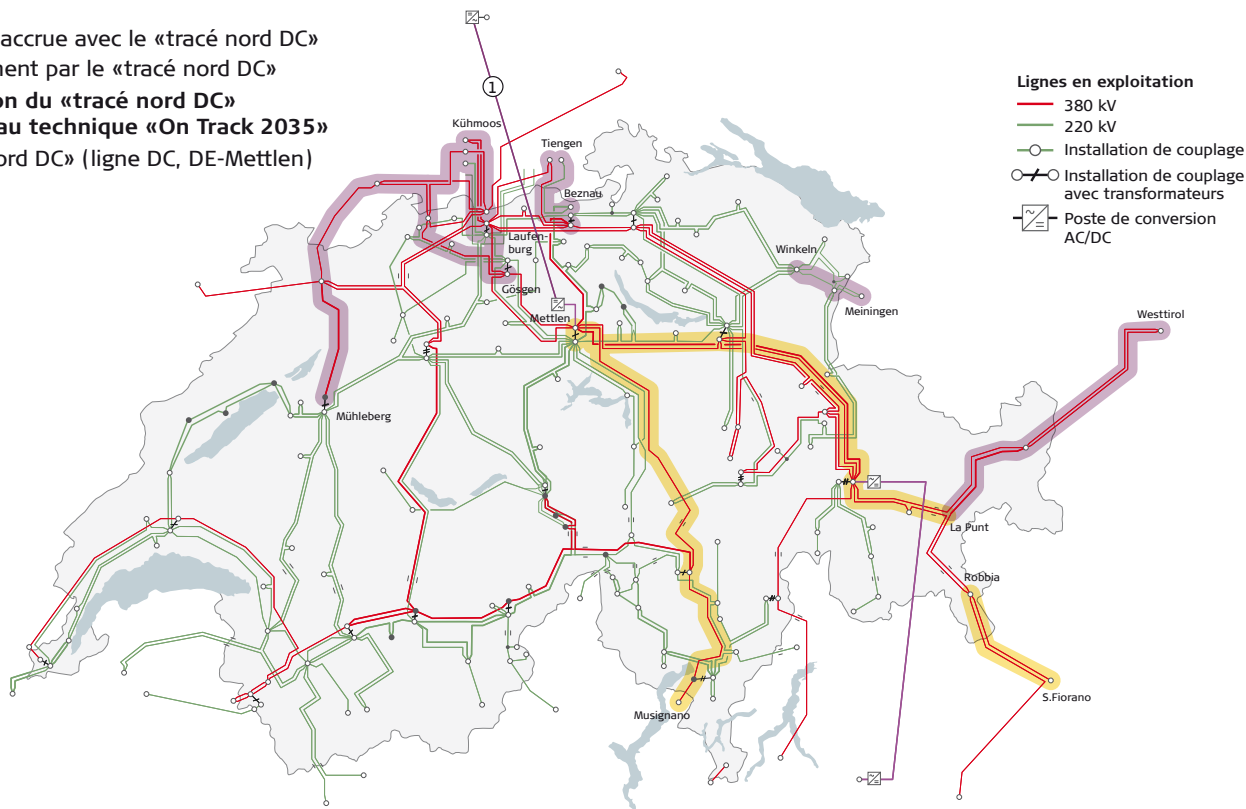 accrue avec le «tracé nord DC»
ment par le «tracé nord DC»
on du «tracé nord DC»
au technique «On Track 2035»
ord DC» (ligne DC, DE-Mettlen)
1
Lignes en exploitation
380 kV
220 kV
Installation de couplage
Installation de couplage
avec transformateurs
Poste de conversion
AC/DC
Kühmoos
Tiengen
Beznau
Laufen-
burg
Gösgen
Mettlen
Winkeln
Meiningen
Westtirol
Mühleberg
La Punt
Robbia
Musignano
S.Fiorano